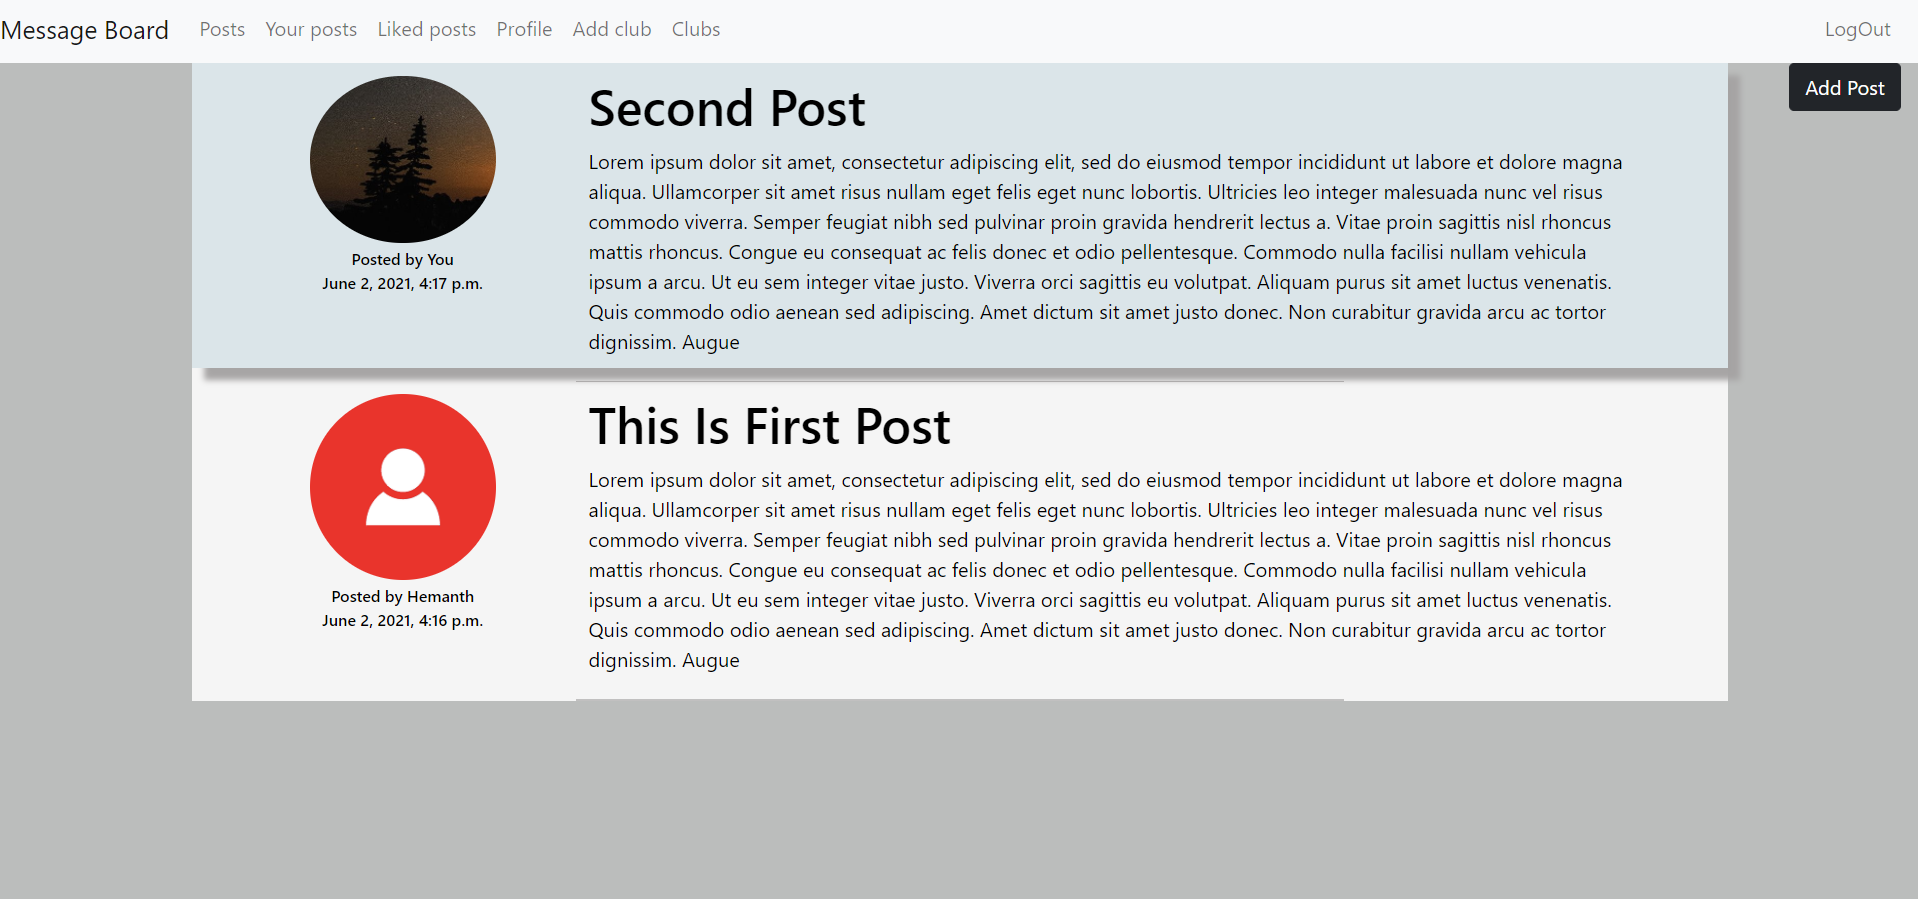 Message Board Posts Your posts Liked posts Profile Add club Clubs LogOut
Add Post
Second Post
Lorem ipsum dolor sit amet, consectetur adipiscing elit, sed do eiusmod tempor incididunt ut labore et dolore magna
aliqua. Ullamcorper sit amet risus nullam eget felis eget nunc lobortis. Ultricies leo integer malesuada nunc vel risus
commodo viverra. Semper feugiat nibh sed pulvinar proin gravida hendrerit lectus a. Vitae proin sagittis nisl rhoncus
mattis rhoncus. Congue eu consequat ac felis donec et odio pellentesque. Commodo nulla facilisi nullam vehicula
ipsum a arcu. Ut eu sem integer vitae justo. Viverra orci sagittis eu volutpat. Aliquam purus sit amet luctus venenatis.
Quis commodo odio aenean sed adipiscing. Amet dictum sit amet justo donec. Non curabitur gravida arcu ac tortor
dignissim. Augue
Posted by You
June 2, 2021, 4:17 p.m.
This Is First Post
Lorem ipsum dolor sit amet, consectetur adipiscing elit, sed do eiusmod tempor incididunt ut labore et dolore magna
aliqua. Ullamcorper sit amet risus nullam eget felis eget nunc lobortis. Ultricies leo integer malesuada nunc vel risus
commodo viverra. Semper feugiat nibh sed pulvinar proin gravida hendrerit lectus a. Vitae proin sagittis nisl rhoncus
mattis rhoncus. Congue eu consequat ac felis donec et odio pellentesque. Commodo nulla facilisi nullam vehicula
ipsum a arcu. Ut eu sem integer vitae justo. Viverra orci sagittis eu volutpat. Aliquam purus sit amet luctus venenatis.
Quis commodo odio aenean sed adipiscing. Amet dictum sit amet justo donec. Non curabitur gravida arcu ac tortor
dignissim. Augue
Posted by Hemanth
June 2, 2021, 4:16 p.m.